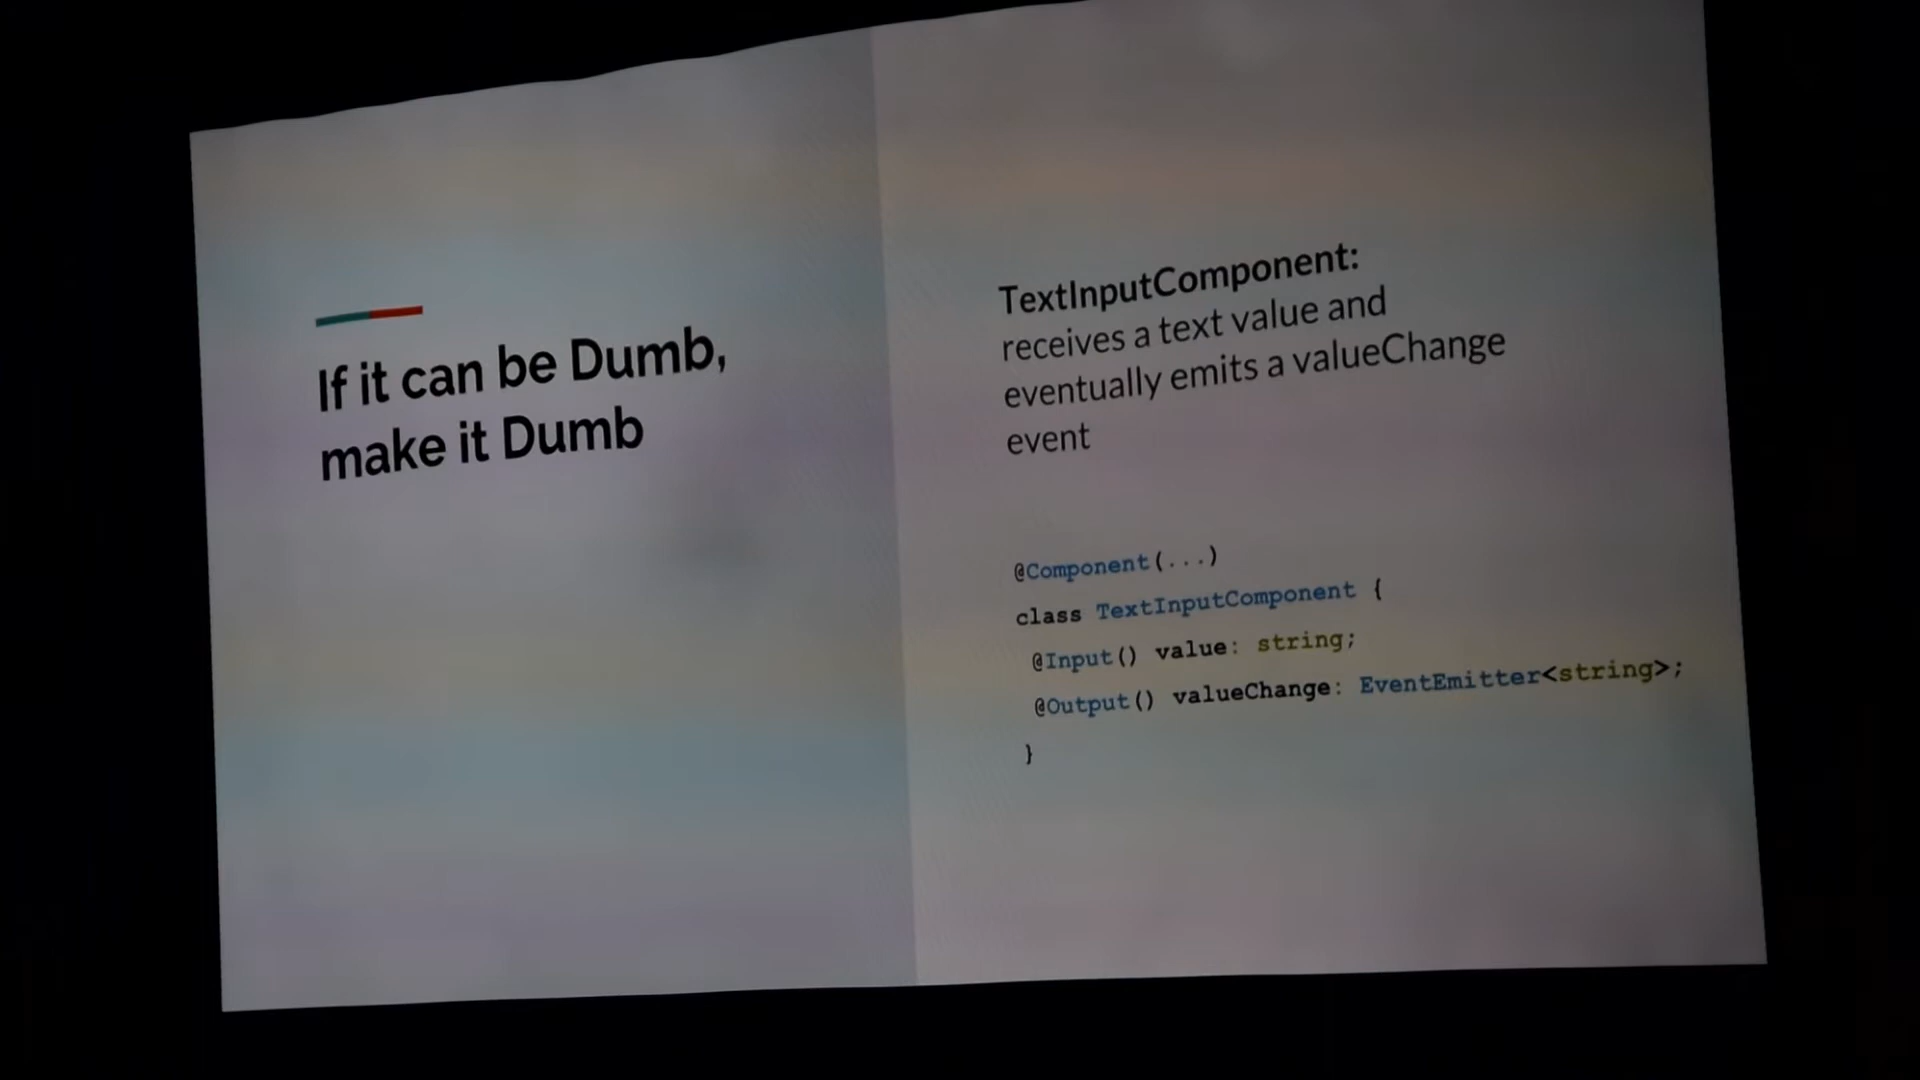 If it can be Dumb,
make it Dumb
TextInputComponent:
receives a text value and
eventually emits a valueChange
event
@Component(...)
class TextInputComponent {
@Input() value: string;
@Output() valueChange: EventEmitter<string>;
}